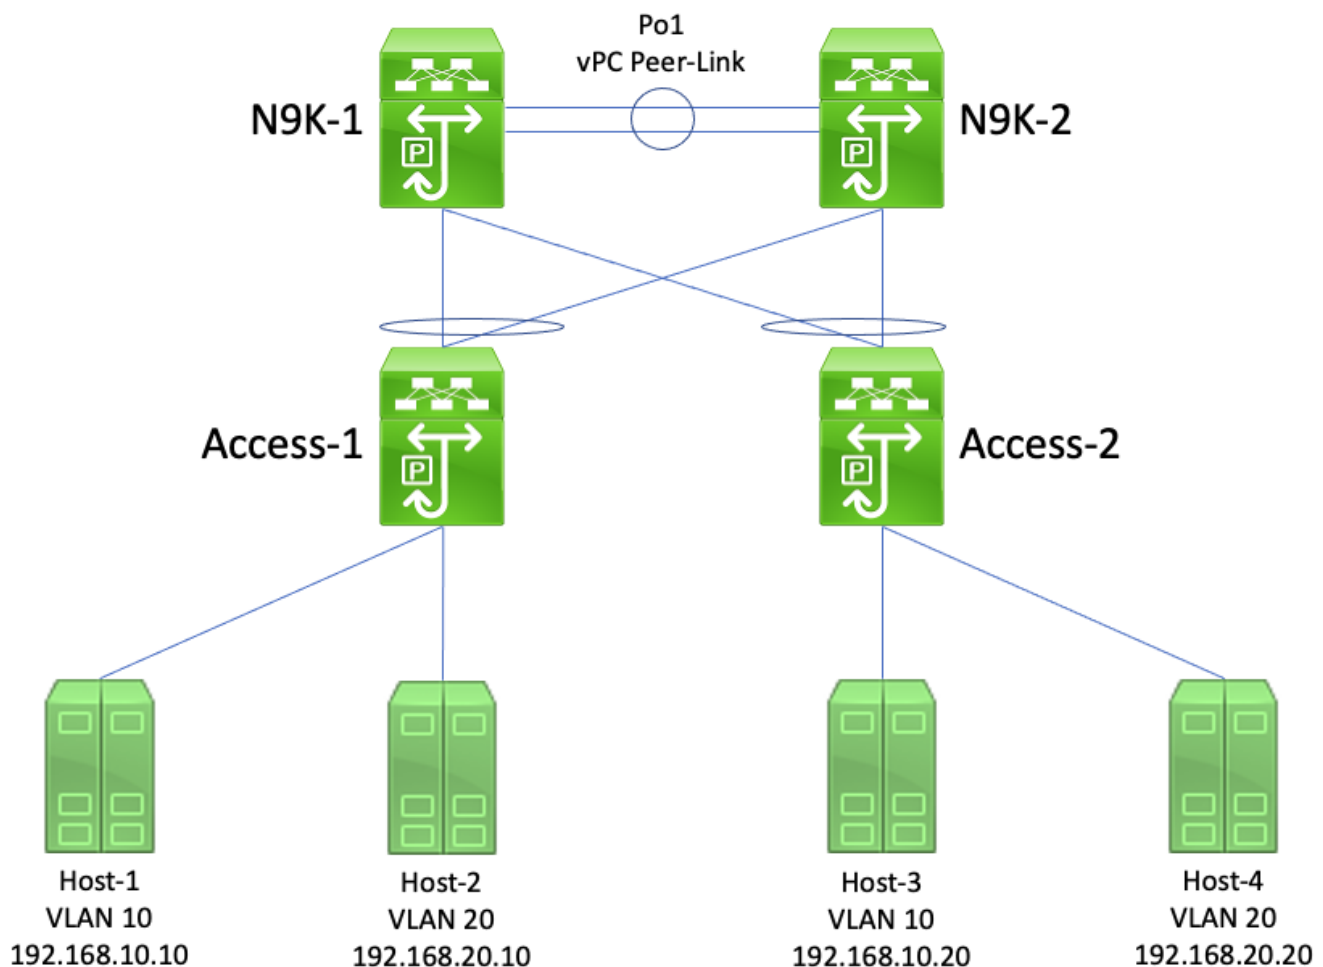 Po1
vPC Peer-Link
N9K-1
N9K-2
P
P
Access-1
Access-2
P
P
Host-1
VLAN 10
192.168.10.10
Host-2
VLAN 20
192.168.20.10
Host-3
VLAN 10
192.168.10.20
Host-4
VLAN 20
192.168.20.20